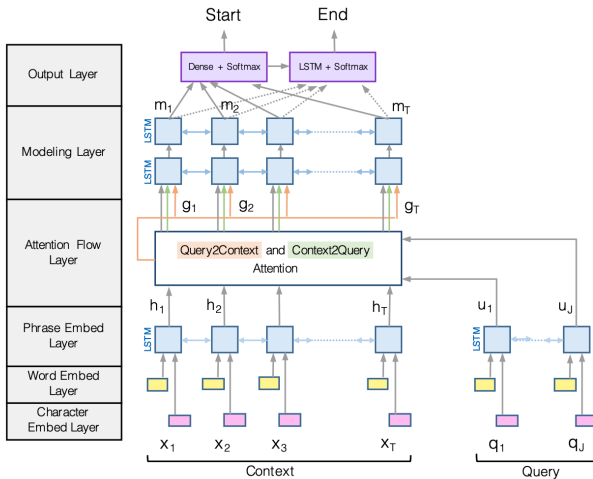 Start End
Output Layer
Dense + Softmax
LSTM + Softmax
m1 m2 mT
Modeling Layer
LSTM
LSTM
g1 g2 gT
Attention Flow
Layer
Query2Context and Context2Query
Attention
h1 h2 hT
u1 uJ
Phrase Embed
Layer
LSTM
LSTM
Word Embed
Layer
Character
Embed Layer
x1 x2 x3 xT
q1 qJ
Context
Query